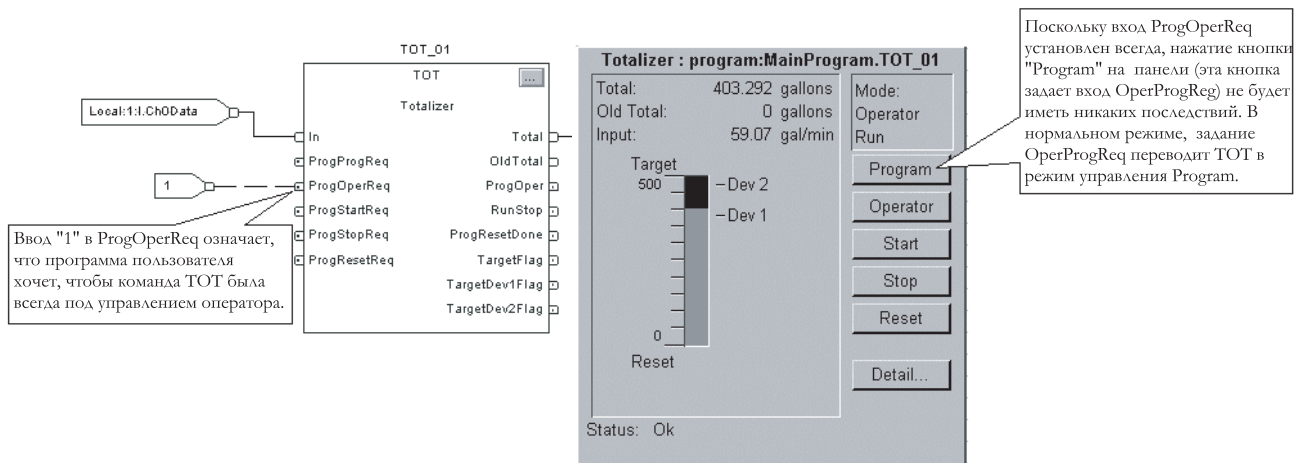 TOT_01
TOT
...
Totalizer
Local:1:I.Ch0Data
In
Total
ProgProgReq
OldTotal
1
ProgOperReq
ProgOper
ProgStartReq
RunStop
ProgStopReq
ProgResetDone
ProgResetReq
TargetFlag
TargetDev1Flag
TargetDev2Flag
Ввод "1" в ProgOperReq означает,
что программа пользователя
хочет, чтобы команда TOT была
всегда под управлением оператора.
Totalizer : program:MainProgram.TOT_01
Total: 403.292 gallons
Old Total: 0 gallons
Input: 59.07 gal/min
Target
500
Dev 2
Dev 1
0
Reset
Status: Ok
Mode:
Operator
Run
Program
Operator
Start
Stop
Reset
Detail...
Поскольку вход ProgOperReq
установлен всегда, нажатие кнопки
"Program" на панели (эта кнопка
задает вход OperProgReg) не будет
иметь никаких последствий. В
нормальном режиме, задание
OperProgReq переводит TOT в
режим управления Program.